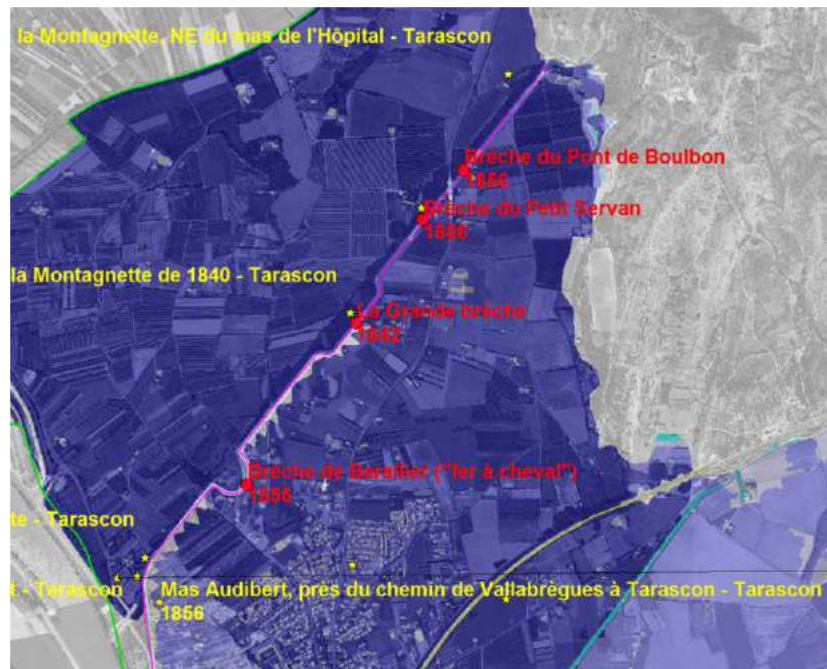 la Montagnette, NE du mas de l'Hôpital - Tarascon
Brèche du Pont de Boulbon
1856
Brèche du Petit Servan
1856
la Montagnette de 1840 - Tarascon
La Grande brèche
1842
Brèche de Berallier ("fer à cheval")
1856
te - Tarascon
t - Tarascon
Mas Audibert, près du chemin de Vallabrègues à Tarascon - Tarascon
1856